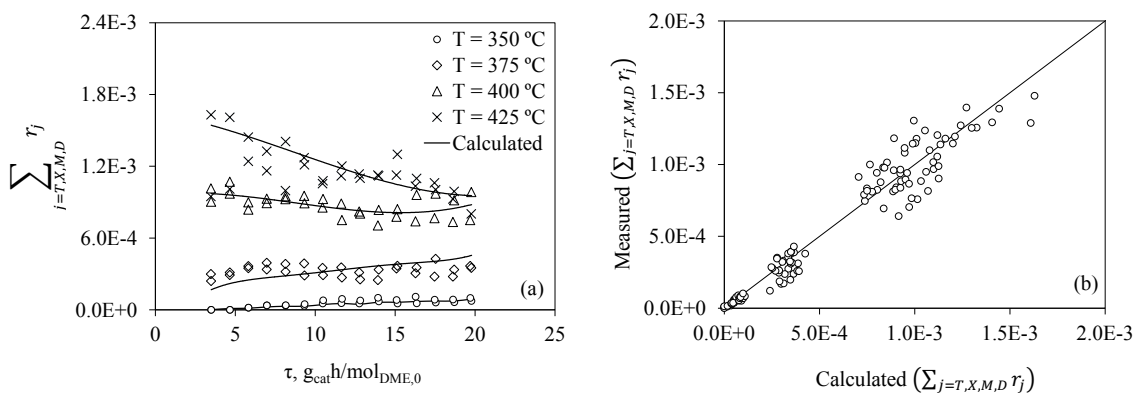 2.4E-3
1.8E-3
1.2E-3
6.0E-4
0.0E+0
∑ r_j
j=T,X,M,D
T = 350 ºC
T = 375 ºC
T = 400 ºC
T = 425 ºC
Calculated
(a)
0 5 10 15 20 25
τ, g_cat h/mol_DME,0
2.0E-3
1.5E-3
1.0E-3
5.0E-4
0.0E+0
Measured (∑_{j=T,X,M,D} r_j)
(b)
0.0E+0 5.0E-4 1.0E-3 1.5E-3 2.0E-3
Calculated (∑_{j=T,X,M,D} r_j)